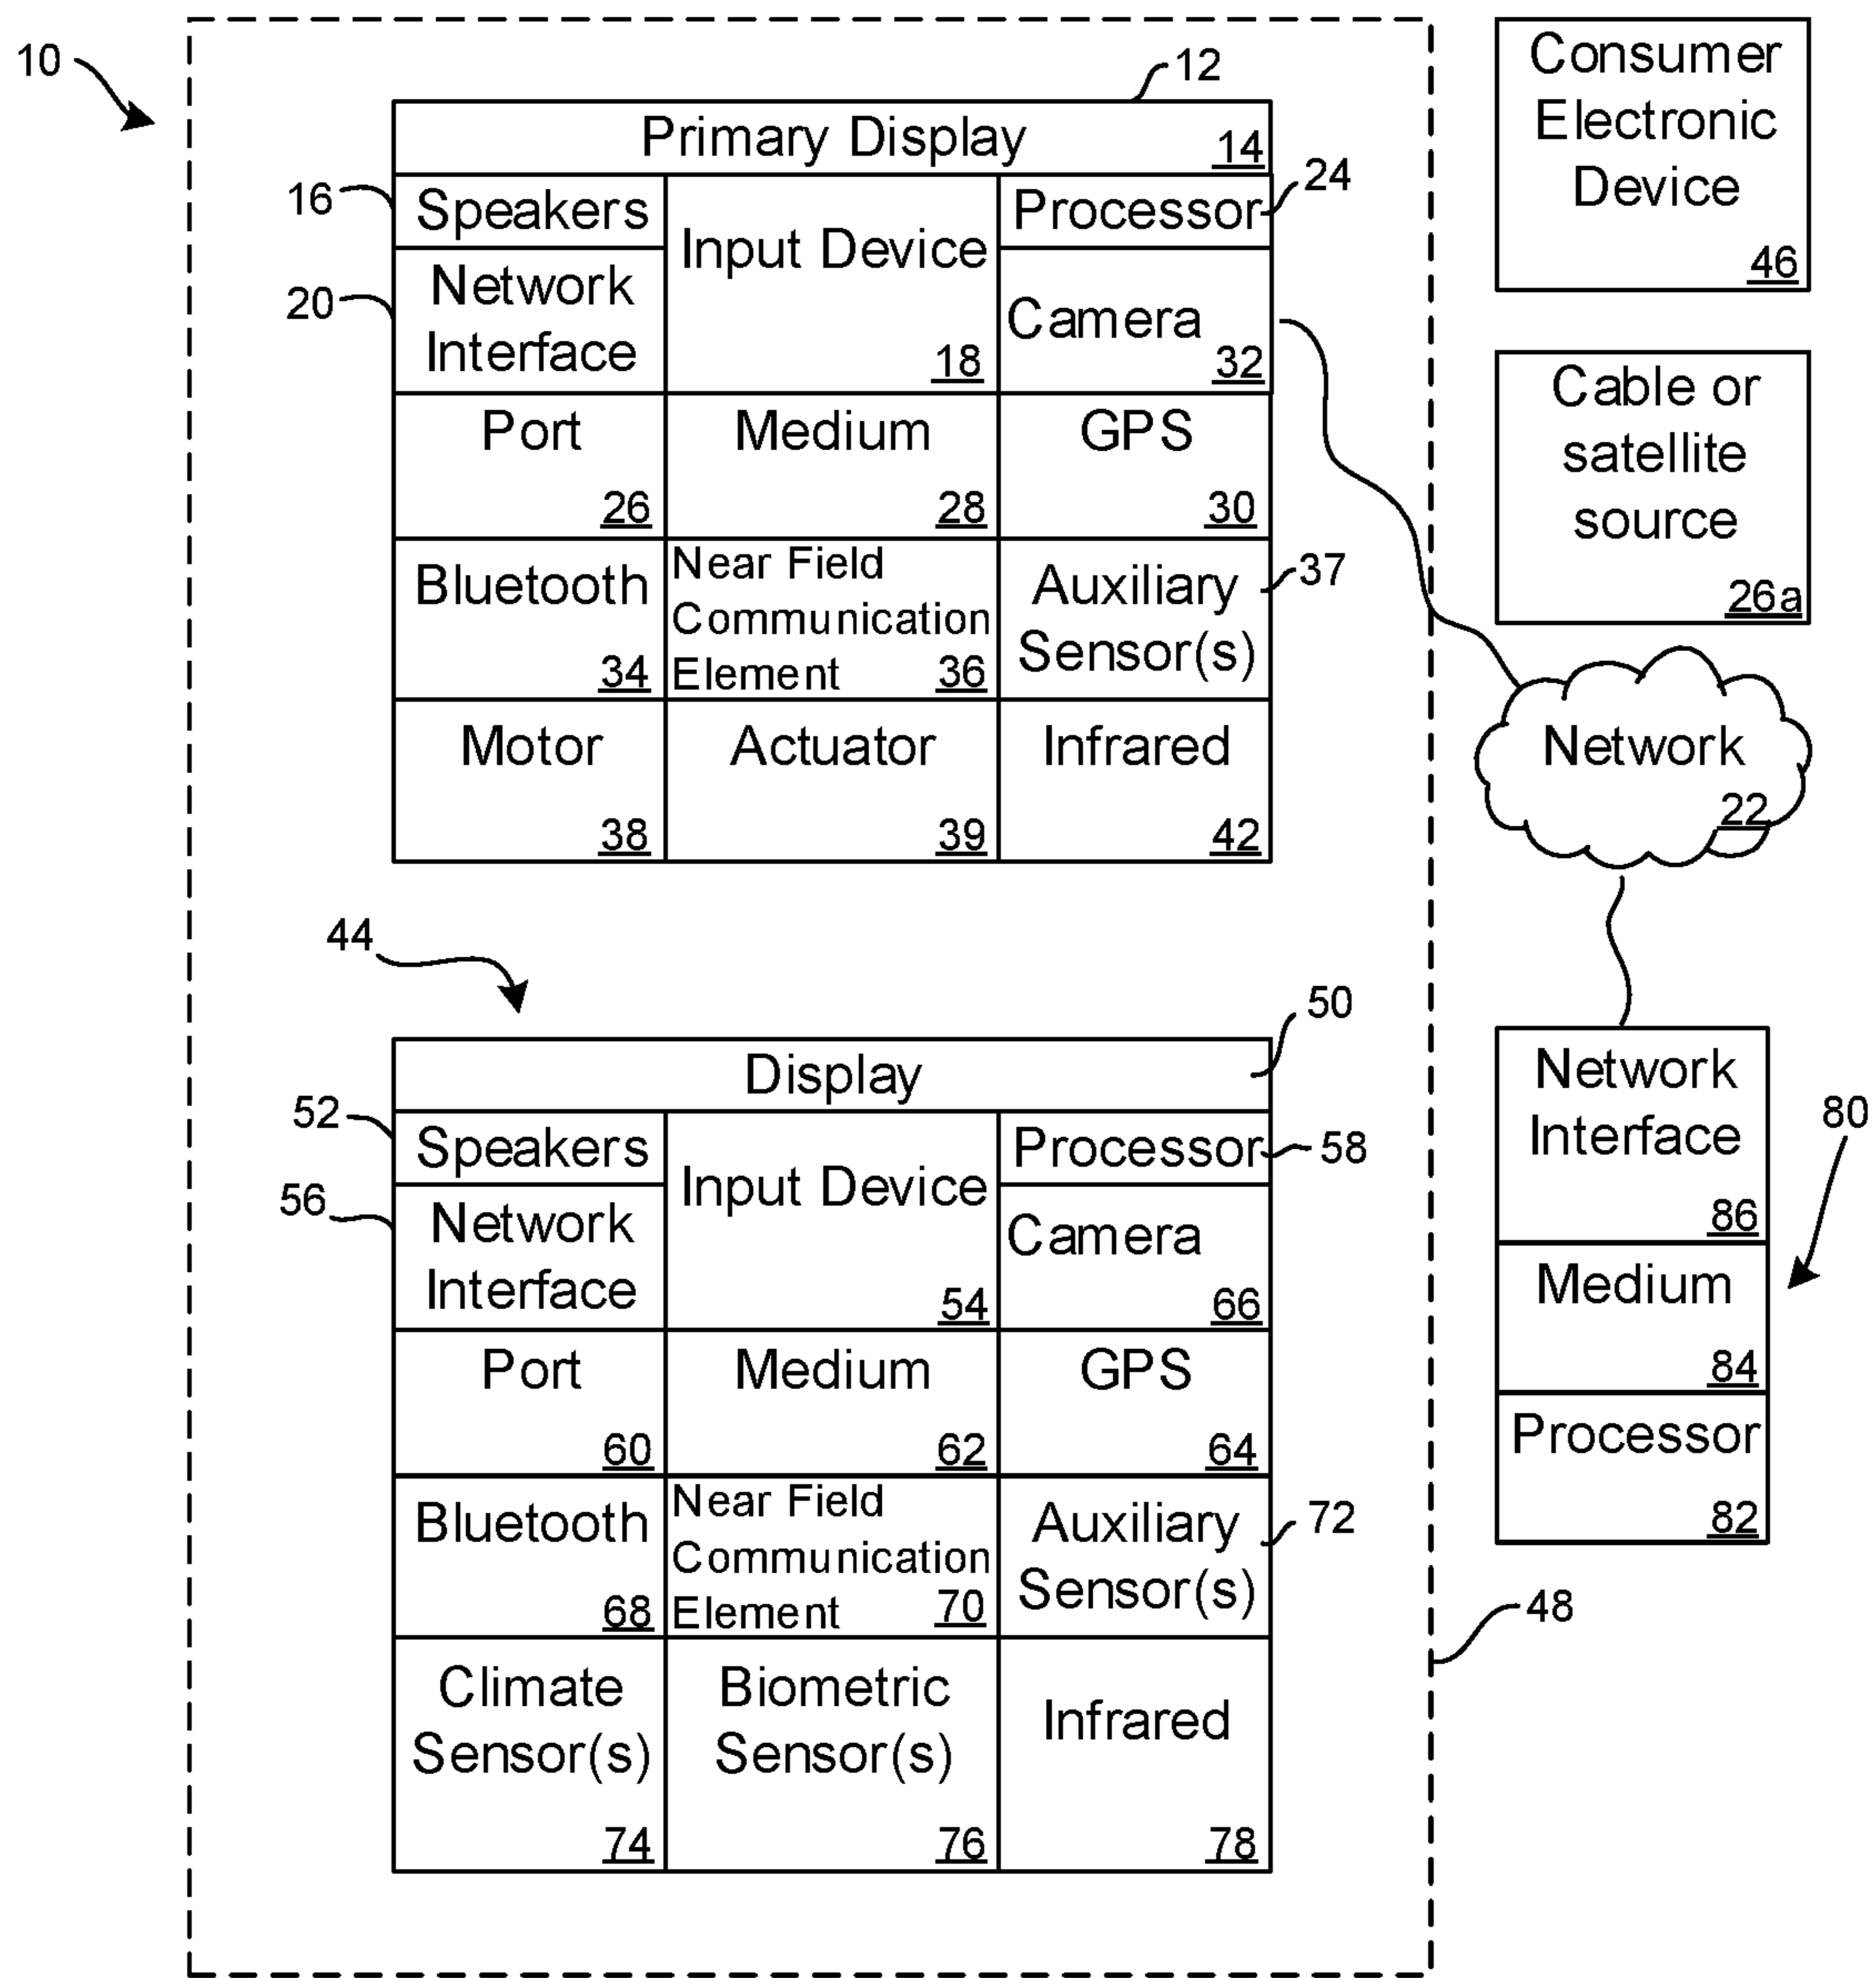 10
12
Primary Display
14
16
Speakers
Input Device
18
Processor
24
20
Network
Interface
Camera
32
Port
26
Medium
28
GPS
30
Bluetooth
34
Near Field
Communication
Element
36
Auxiliary
Sensor(s)
37
Motor
38
Actuator
39
Infrared
42
44
Display
50
52
Speakers
Input Device
54
Processor
58
56
Network
Interface
Camera
66
Port
60
Medium
62
GPS
64
Bluetooth
68
Near Field
Communication
Element
70
Auxiliary
Sensor(s)
72
Climate
Sensor(s)
74
Biometric
Sensor(s)
76
Infrared
78
48
Consumer
Electronic
Device
46
Cable or
satellite
source
26a
Network
22
Network
Interface
86
Medium
84
Processor
82
80